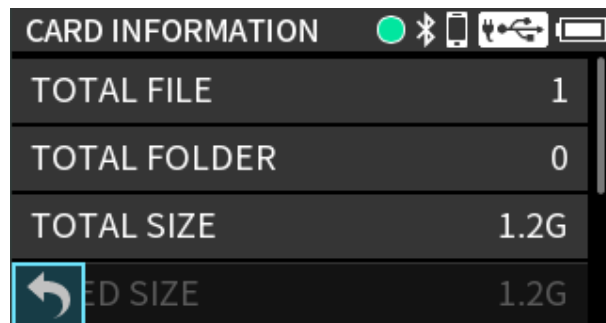 CARD INFORMATION
TOTAL FILE 1
TOTAL FOLDER 0
TOTAL SIZE 1.2G
ED SIZE 1.2G